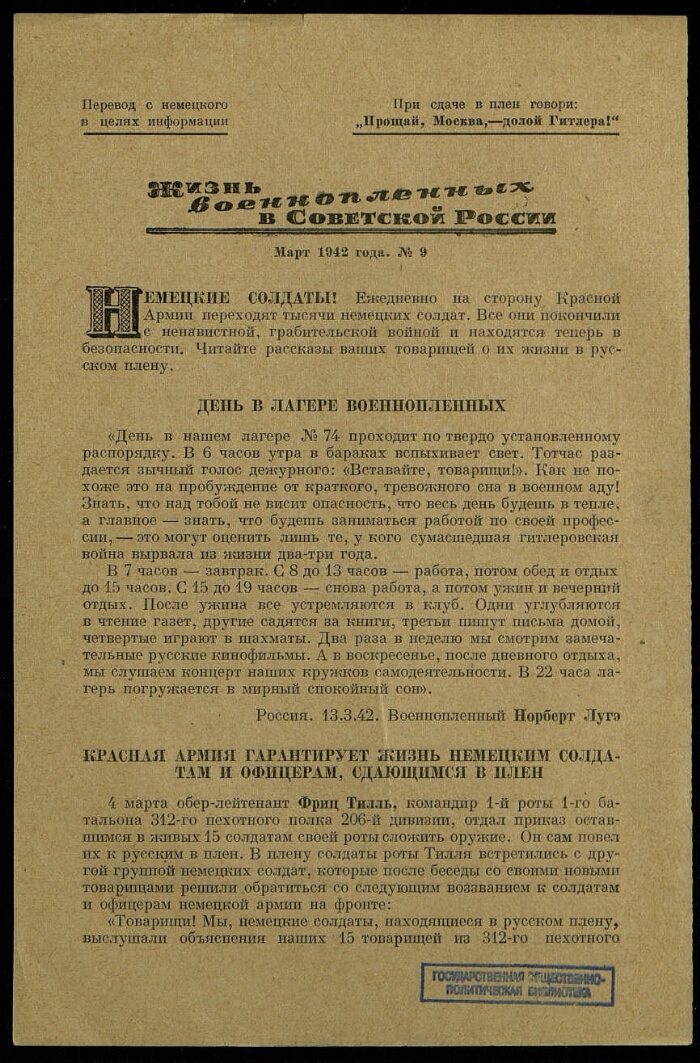 Перевод с немецкого
в целях информации
При сдаче в плен говори:
„Прощай, Москва,—долой Гитлера!“
Жизнь
военнопленных
в Советской России
Март 1942 года. № 9
НЕМЕЦКИЕ СОЛДАТЫ! Ежедневно на сторону Красной
Армии переходят тысячи немецких солдат. Все они покончили
с ненавистной, грабительской войной и находятся теперь в
безопасности. Читайте рассказы ваших товарищей о их жизни в рус-
ском плену.
ДЕНЬ В ЛАГЕРЕ ВОЕННОПЛЕННЫХ
«День в нашем лагере № 74 проходит по твердо установленному
распорядку. В 6 часов утра в бараках вспыхивает свет. Тотчас раз-
дается зычный голос дежурного: «Вставайте, товарищи!». Как не по-
хоже это на пробуждение от краткого, тревожного сна в военном аду!
Знать, что над тобой не висит опасность, что весь день будешь в тепле,
а главное — знать, что будешь заниматься работой по своей профес-
сии, — это могут оценить лишь те, у кого сумасшедшая гитлеровская
война вырвала из жизни два-три года.
В 7 часов — завтрак. С 8 до 13 часов — работа, потом обед и отдых
до 15 часов. С 15 до 19 часов — снова работа, а потом ужин и вечерний
отдых. После ужина все устремляются в клуб. Одни углубляются
в чтение газет, другие садятся за книги, третьи пишут письма домой,
четвертые играют в шахматы. Два раза в неделю мы смотрим замеча-
тельные русские кинофильмы. А в воскресенье, после дневного отдыха,
мы слушаем концерт наших кружков самодеятельности. В 22 часа ла-
герь погружается в мирный спокойный сон».
Россия. 13.3.42. Военнопленный Норберт Лугэ
КРАСНАЯ АРМИЯ ГАРАНТИРУЕТ ЖИЗНЬ НЕМЕЦКИМ СОЛДА-
ТАМ И ОФИЦЕРАМ, СДАЮЩИМСЯ В ПЛЕН
4 марта обер-лейтенант Фриц Тилль, командир 1-й роты 1-го ба-
тальона 312-го пехотного полка 206-й дивизии, отдал приказ остав-
шимся в живых 15 солдатам своей роты сложить оружие. Он сам повел
их к русским в плен. В плену солдаты роты Тилля встретились с дру-
гой группой немецких солдат, которые после беседы со своими новыми
товарищами решили обратиться со следующим воззванием к солдатам
и офицерам немецкой армии на фронте:
«Товарищи! Мы, немецкие солдаты, находящиеся в русском плену,
выслушали объяснения наших 15 товарищей из 312-го пехотного
ГОСУДАРСТВЕННАЯ ОБЩЕСТВЕННО-
ПОЛИТИЧЕСКАЯ БИБЛИОТЕКА